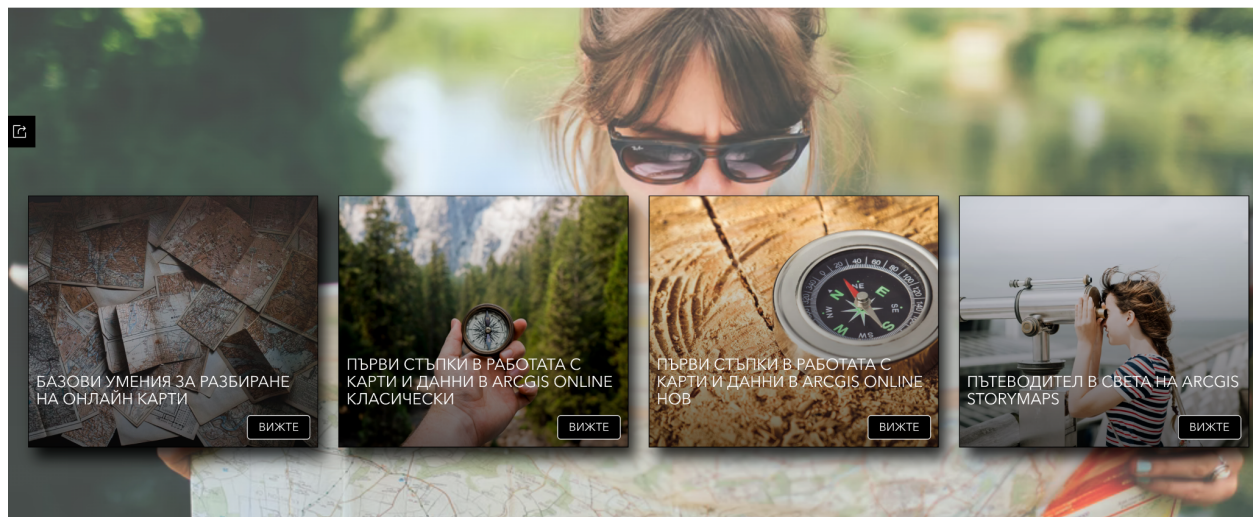 БАЗОВИ УМЕНИЯ ЗА РАЗБИРАНЕ
НА ОНЛАЙН КАРТИ
ВИЖТЕ
ПЪРВИ СТЪПКИ В РАБОТАТА С
КАРТИ И ДАННИ В ARCGIS ONLINE
КЛАСИЧЕСКИ
ВИЖТЕ
ПЪРВИ СТЪПКИ В РАБОТАТА С
КАРТИ И ДАННИ В ARCGIS ONLINE
НОВ
ВИЖТЕ
ПЪТЕВОДИТЕЛ В СВЕТА НА ARCGIS
STORYMAPS
ВИЖТЕ